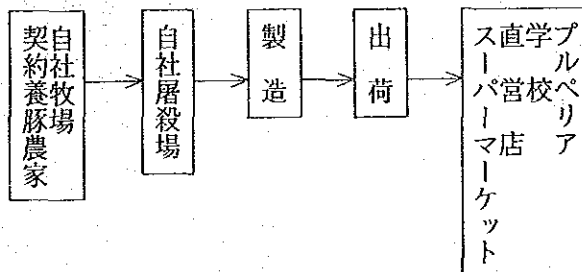 自社牧場
契約養豚農家
自社屠殺場
製造
出荷
プルペリア
学校
直営店
スーパーマーケット